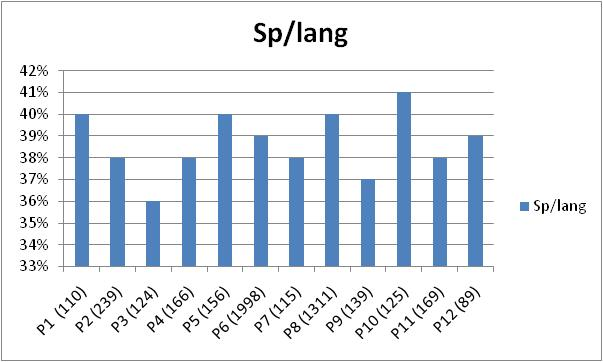 Sp/lang
42%
41%
40%
39%
38%
37%
36%
35%
34%
33%
P1 (110)
P2 (239)
P3 (124)
P4 (166)
P5 (156)
P6 (1998)
P7 (115)
P8 (1311)
P9 (139)
P10 (125)
P11 (169)
P12 (89)
Sp/lang